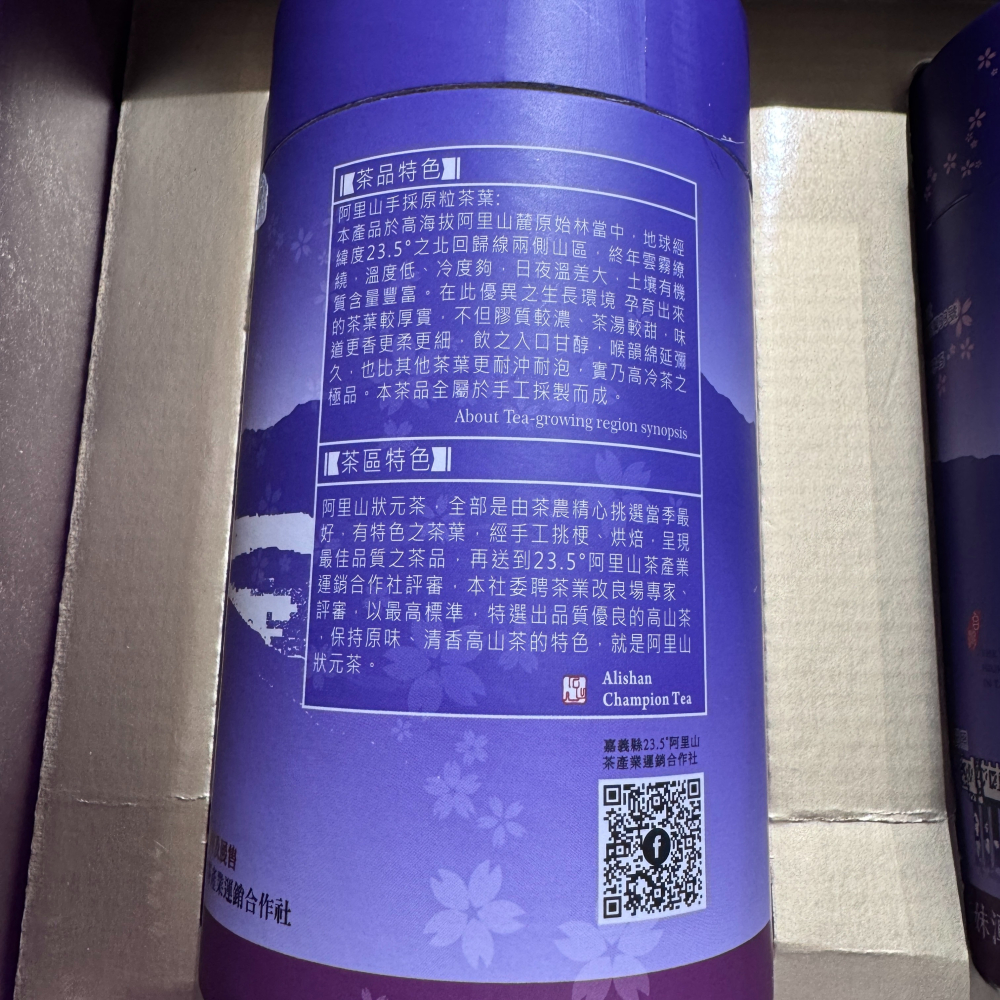 【茶品特色】
阿里山手採原粒茶葉:
本產品於高海拔阿里山麓原始林當中，地球經
緯度23.5°之北回歸線兩側山區，終年雲霧繚
繞，溫度低、冷度夠，日夜溫差大，土壤有機
質含量豐富。在此優異之生長環境 孕育出來
的茶葉較厚實，不但膠質較濃、茶湯較甜，味
道更香更柔更細，飲之入口甘醇，喉韻綿延彌
久，也比其他茶葉更耐沖耐泡，實乃高冷茶之
極品。本茶品全屬於手工採製而成。
About Tea-growing region synopsis
【茶區特色】
阿里山狀元茶，全部是由茶農精心挑選當季最
好，有特色之茶葉，經手工挑梗、烘焙，呈現
最佳品質之茶品，再送到23.5°阿里山茶產業
運銷合作社評審，本社委聘茶業改良場專家、
評審，以最高標準，特選出品質優良的高山茶
，保持原味、清香高山茶的特色，就是阿里山
狀元茶。
Alishan
Champion Tea
嘉義縣23.5°阿里山
茶產業運銷合作社
產業運銷合作社